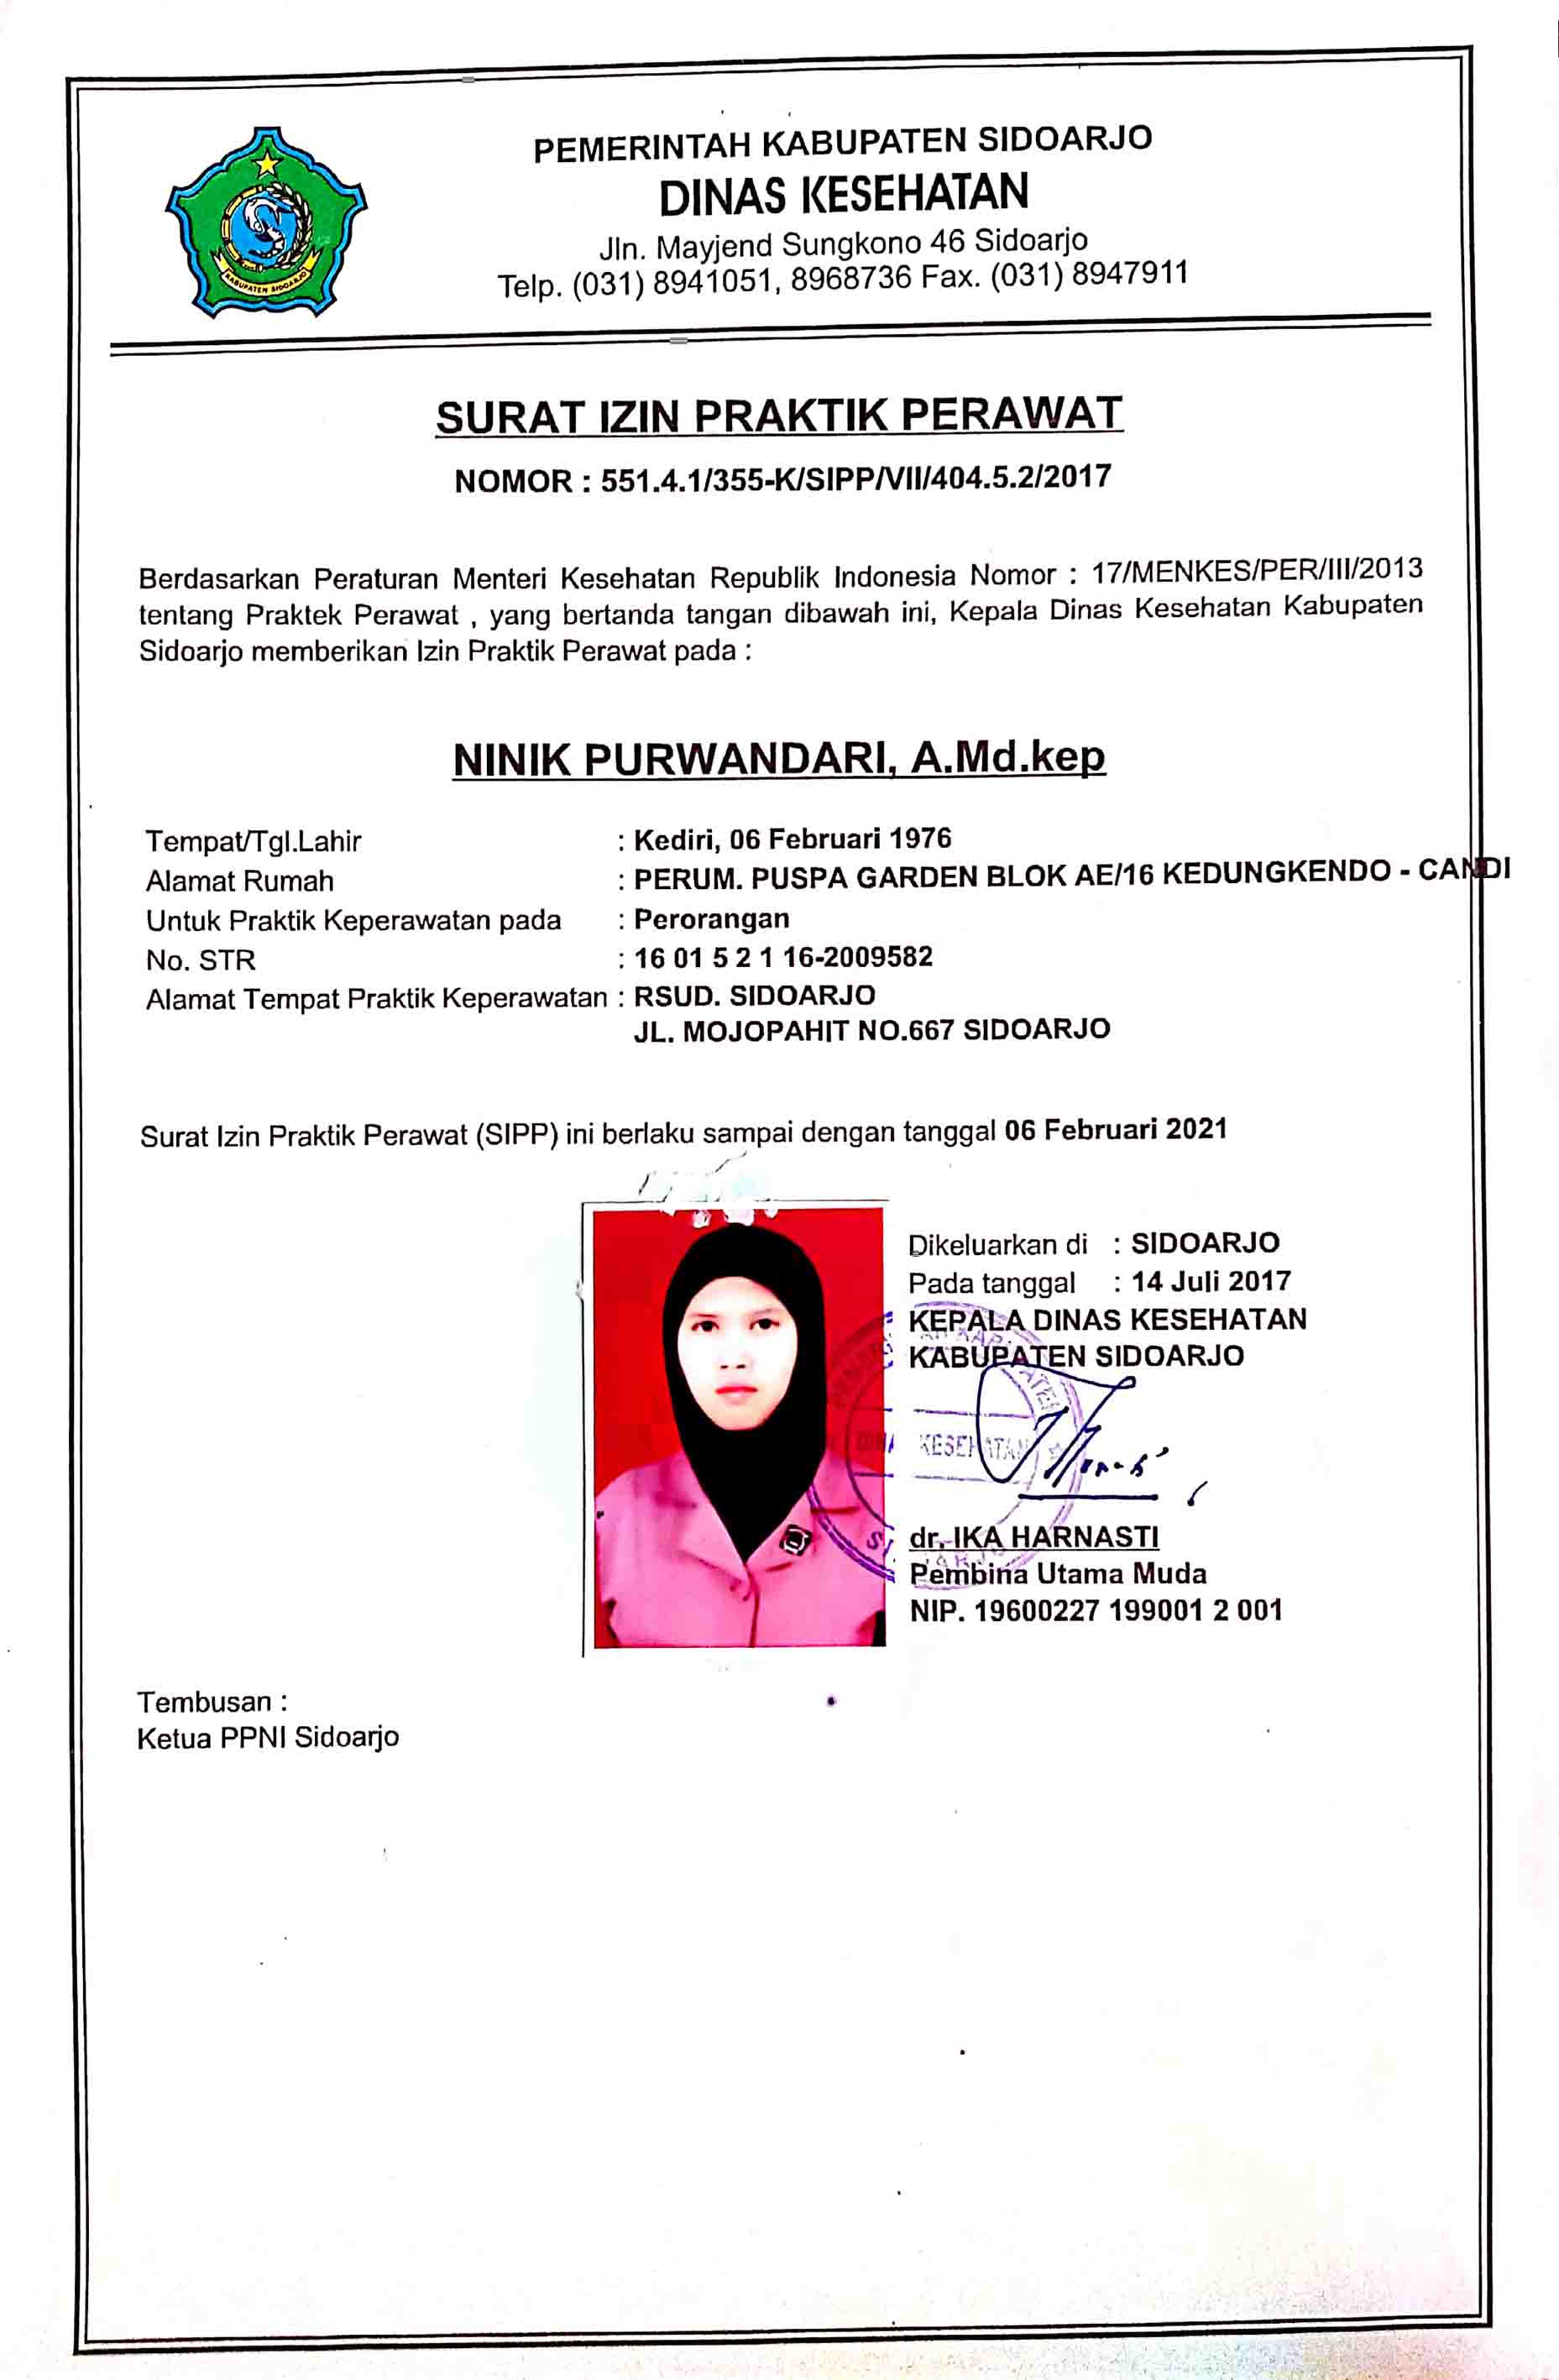 PEMERINTAH KABUPATEN SIDOARJO
DINAS KESEHATAN
Jln. Mayjend Sungkono 46 Sidoarjo
Telp. (031) 8941051, 8968736 Fax. (031) 8947911
KABUPATEN SIDOARJO
SURAT IZIN PRAKTIK PERAWAT
NOMOR : 551.4.1/355-K/SIPP/VII/404.5.2/2017
Berdasarkan Peraturan Menteri Kesehatan Republik Indonesia Nomor : 17/MENKES/PER/III/2013
tentang Praktek Perawat , yang bertanda tangan dibawah ini, Kepala Dinas Kesehatan Kabupaten
Sidoarjo memberikan Izin Praktik Perawat pada :
NINIK PURWANDARI, A.Md.kep
Tempat/Tgl.Lahir : Kediri, 06 Februari 1976
Alamat Rumah : PERUM. PUSPA GARDEN BLOK AE/16 KEDUNGKENDO - CANDI
Untuk Praktik Keperawatan pada : Perorangan
No. STR : 16 01 5 2 1 16-2009582
Alamat Tempat Praktik Keperawatan : RSUD. SIDOARJO
JL. MOJOPAHIT NO.667 SIDOARJO
Surat Izin Praktik Perawat (SIPP) ini berlaku sampai dengan tanggal 06 Februari 2021
Dikeluarkan di : SIDOARJO
Pada tanggal : 14 Juli 2017
KEPALA DINAS KESEHATAN
KABUPATEN SIDOARJO
DINAS KESEHATAN
dr. IKA HARNASTI
Pembina Utama Muda
NIP. 19600227 199001 2 001
Tembusan :
Ketua PPNI Sidoarjo